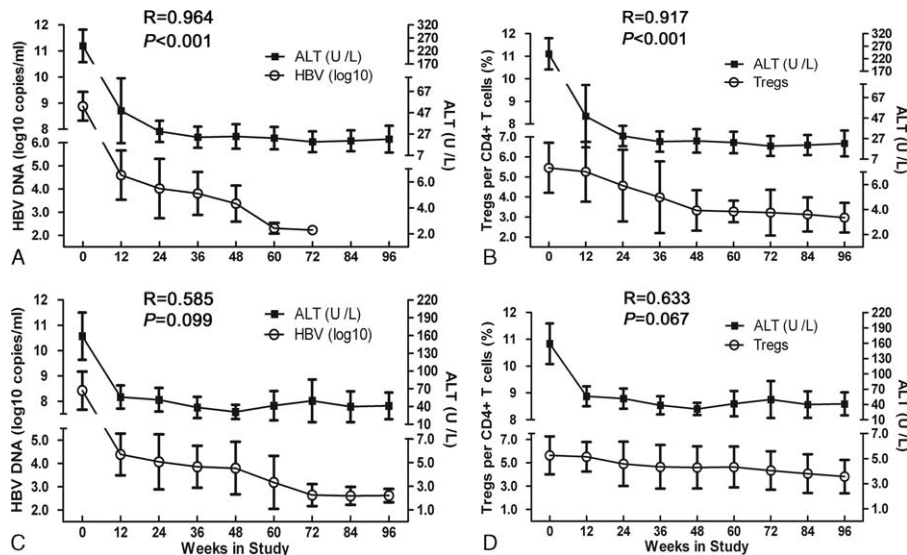 R=0.964
P<0.001
ALT (U /L)
HBV (log10)
HBV DNA (log10 copies/ml)
12
11
10
9
8
6.0
5.0
4.0
3.0
2.0
320
270
220
170
67
47
27
7
6.0
4.0
2.0
ALT (U /L)
0 12 24 36 48 60 72 84 96
A
R=0.917
P<0.001
ALT (U /L)
Tregs
Tregs per CD4+ T cells (%)
12
11
10
9
8
7.0
6.0
5.0
4.0
3.0
2.0
320
270
220
170
67
47
27
7
6.0
4.0
2.0
ALT (U /L)
0 12 24 36 48 60 72 84 96
B
R=0.585
P=0.099
ALT (U /L)
HBV (log10)
HBV DNA (log10 copies/ml)
12
11
10
9
8
5.0
4.0
3.0
2.0
220
190
160
130
100
70
40
10
7.0
5.0
3.0
1.0
ALT (U /L)
0 12 24 36 48 60 72 84 96
Weeks in Study
C
R=0.633
P=0.067
ALT (U /L)
Tregs
Tregs per CD4+ T cells (%)
12
11
10
9
8
7.0
5.0
3.0
1.0
220
190
160
130
100
70
40
10
7.0
5.0
3.0
1.0
ALT (U /L)
0 12 24 36 48 60 72 84 96
Weeks in Study
D